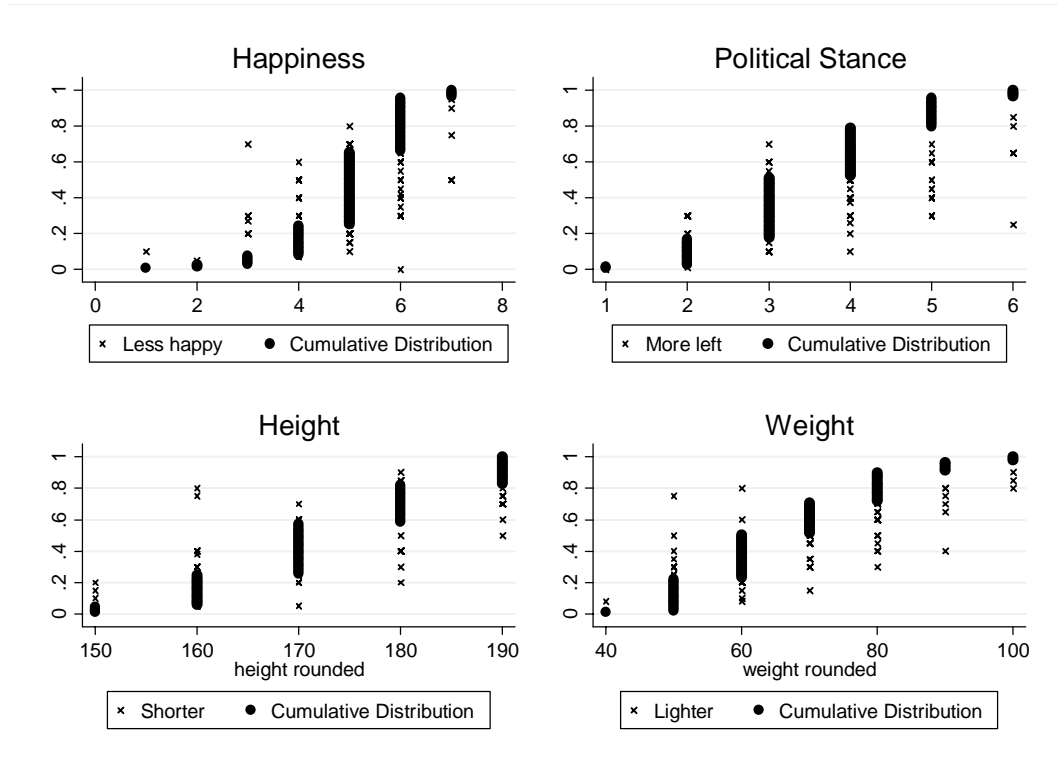 Happiness
0 .2 .4 .6 .8 1
0 2 4 6 8
Less happy Cumulative Distribution
Political Stance
0 .2 .4 .6 .8 1
1 2 3 4 5 6
More left Cumulative Distribution
Height
0 .2 .4 .6 .8 1
150 160 170 180 190
height rounded
Shorter Cumulative Distribution
Weight
0 .2 .4 .6 .8 1
40 60 80 100
weight rounded
Lighter Cumulative Distribution